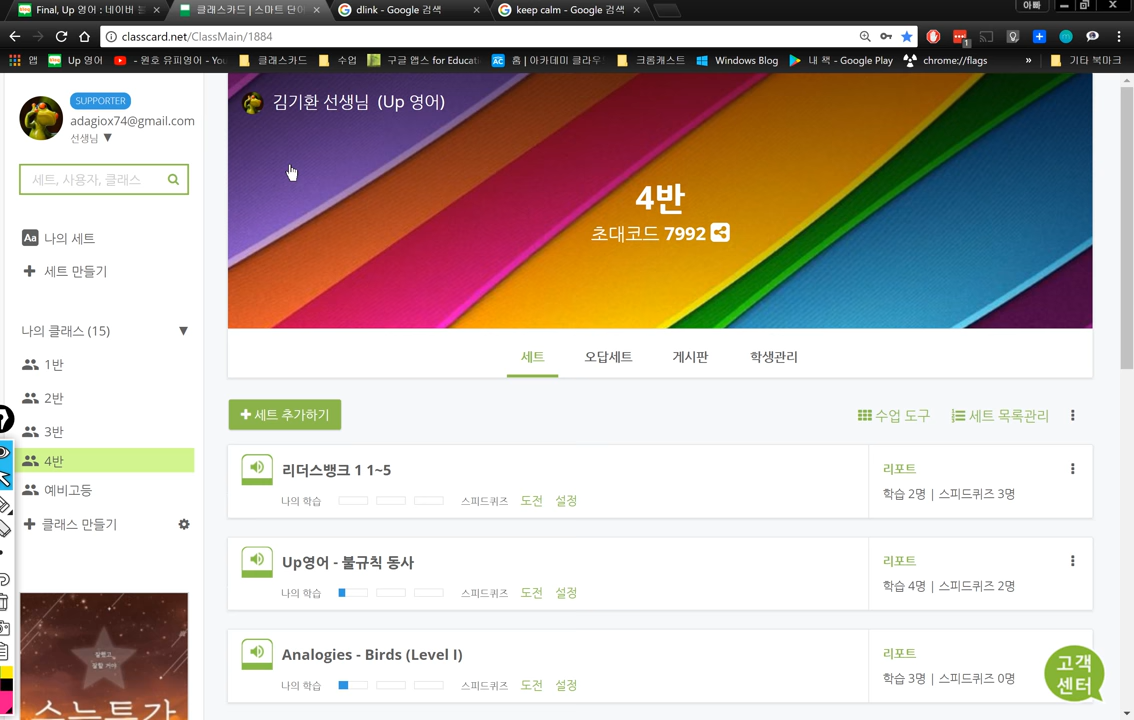 Final, Up 영어 : 네이버 블
클래스카드 | 스마트 단어
dlink - Google 검색
keep calm - Google 검색
아빠
classcard.net/ClassMain/1884
앱
Up 영어
- 원호 유피영어 - You
클래스카드
수업
구글 앱스 for Educati
홈 | 아카데미 클라우
크롬캐스트
Windows Blog
내 책 - Google Play
chrome://flags
»
기타 북마크
SUPPORTER
adagiox74@gmail.com
선생님 ▼
세트, 사용자, 클래스
Aa 나의 세트
+ 세트 만들기
나의 클래스 (15) ▼
1반
2반
3반
4반
예비고등
+ 클래스 만들기
김기환 선생님 (Up 영어)
4반
초대코드 7992
세트 오답세트 게시판 학생관리
+ 세트 추가하기
수업 도구 세트 목록관리
리더스뱅크 1 1~5
나의 학습 스피드퀴즈 도전 설정
리포트
학습 2명 | 스피드퀴즈 3명
Up영어 - 불규칙 동사
나의 학습 스피드퀴즈 도전 설정
리포트
학습 4명 | 스피드퀴즈 2명
Analogies - Birds (Level I)
나의 학습 스피드퀴즈 도전 설정
리포트
학습 3명 | 스피드퀴즈 0명
고객
센터
수능특강